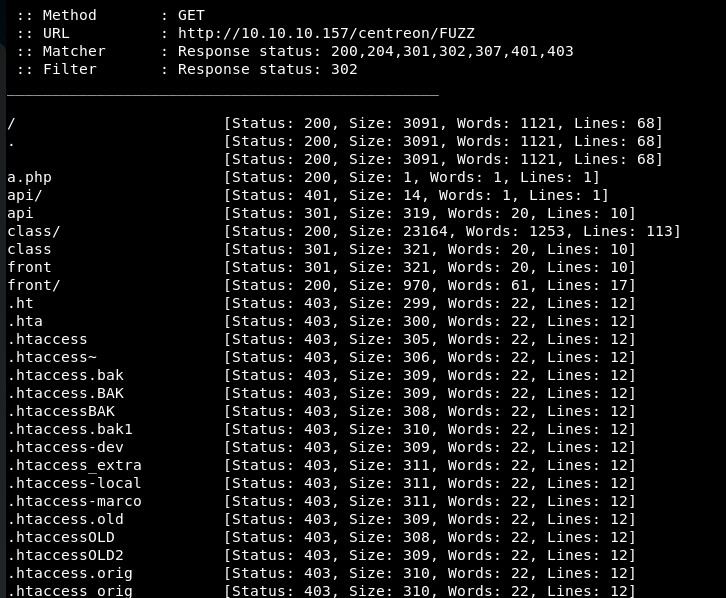 :: Method : GET
:: URL : http://10.10.10.157/centreon/FUZZ
:: Matcher : Response status: 200,204,301,302,307,401,403
:: Filter : Response status: 302
________________________________________________
/ [Status: 200, Size: 3091, Words: 1121, Lines: 68]
. [Status: 200, Size: 3091, Words: 1121, Lines: 68]
[Status: 200, Size: 3091, Words: 1121, Lines: 68]
a.php [Status: 200, Size: 1, Words: 1, Lines: 1]
api/ [Status: 401, Size: 14, Words: 1, Lines: 1]
api [Status: 301, Size: 319, Words: 20, Lines: 10]
class/ [Status: 200, Size: 23164, Words: 1253, Lines: 113]
class [Status: 301, Size: 321, Words: 20, Lines: 10]
front [Status: 301, Size: 321, Words: 20, Lines: 10]
front/ [Status: 200, Size: 970, Words: 61, Lines: 17]
.ht [Status: 403, Size: 299, Words: 22, Lines: 12]
.hta [Status: 403, Size: 300, Words: 22, Lines: 12]
.htaccess [Status: 403, Size: 305, Words: 22, Lines: 12]
.htaccess~ [Status: 403, Size: 306, Words: 22, Lines: 12]
.htaccess.bak [Status: 403, Size: 309, Words: 22, Lines: 12]
.htaccess.BAK [Status: 403, Size: 309, Words: 22, Lines: 12]
.htaccessBAK [Status: 403, Size: 308, Words: 22, Lines: 12]
.htaccess.bak1 [Status: 403, Size: 310, Words: 22, Lines: 12]
.htaccess-dev [Status: 403, Size: 309, Words: 22, Lines: 12]
.htaccess_extra [Status: 403, Size: 311, Words: 22, Lines: 12]
.htaccess-local [Status: 403, Size: 311, Words: 22, Lines: 12]
.htaccess-marco [Status: 403, Size: 311, Words: 22, Lines: 12]
.htaccess.old [Status: 403, Size: 309, Words: 22, Lines: 12]
.htaccessOLD [Status: 403, Size: 308, Words: 22, Lines: 12]
.htaccessOLD2 [Status: 403, Size: 309, Words: 22, Lines: 12]
.htaccess.orig [Status: 403, Size: 310, Words: 22, Lines: 12]
.htaccess_orig [Status: 403, Size: 310, Words: 22, Lines: 12]